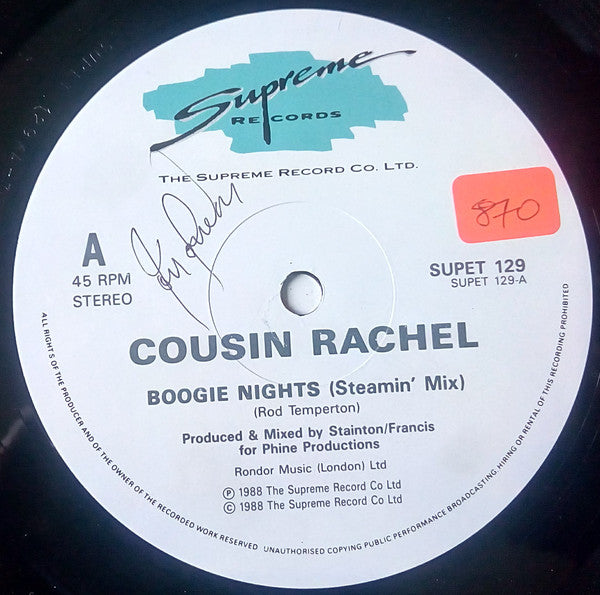 Supreme
RECORDS
THE SUPREME RECORD CO. LTD.
870
A
45 RPM
STEREO
SUPET 129
SUPET 129-A
COUSIN RACHEL
BOOGIE NIGHTS (Steamin' Mix)
(Rod Temperton)
Produced & Mixed by Stainton/Francis
for Phine Productions
Rondor Music (London) Ltd
Ⓟ 1988 The Supreme Record Co Ltd
© 1988 The Supreme Record Co Ltd
ALL RIGHTS OF THE PRODUCER AND OF THE OWNER OF THE RECORDED WORK RESERVED UNAUTHORISED COPYING PUBLIC PERFORMANCE BROADCASTING, HIRING OR RENTAL OF THIS RECORDING PROHIBITED